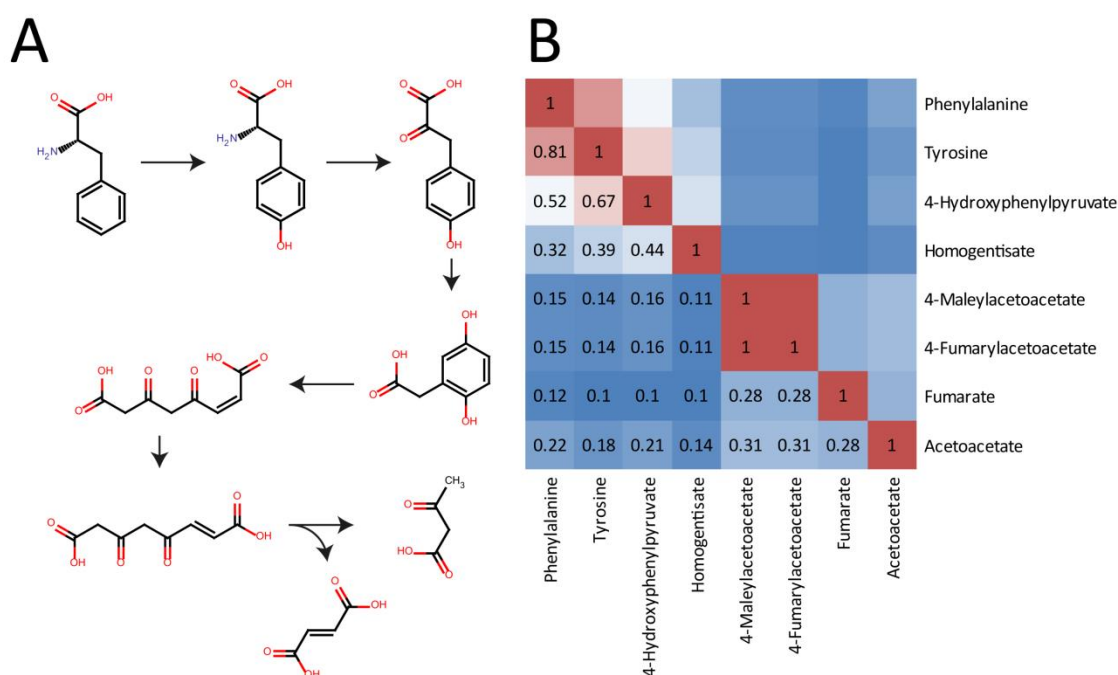 A
B
O
OH
H₂N
O
OH
H₂N
OH
O
OH
O
OH
OH
OH
O
OH
O
OH
O
O
O
HO
O
O
OH
O
O
O
OH
CH₃
O
HO
O
O
OH
O
OH
1
Phenylalanine
0.81
1
Tyrosine
0.52
0.67
1
4-Hydroxyphenylpyruvate
0.32
0.39
0.44
1
Homogentisate
0.15
0.14
0.16
0.11
1
4-Maleylacetoacetate
0.15
0.14
0.16
0.11
1
1
4-Fumarylacetoacetate
0.12
0.1
0.1
0.1
0.28
0.28
1
Fumarate
0.22
0.18
0.21
0.14
0.31
0.31
0.28
1
Acetoacetate
Phenylalanine
Tyrosine
4-Hydroxyphenylpyruvate
Homogentisate
4-Maleylacetoacetate
4-Fumarylacetoacetate
Fumarate
Acetoacetate